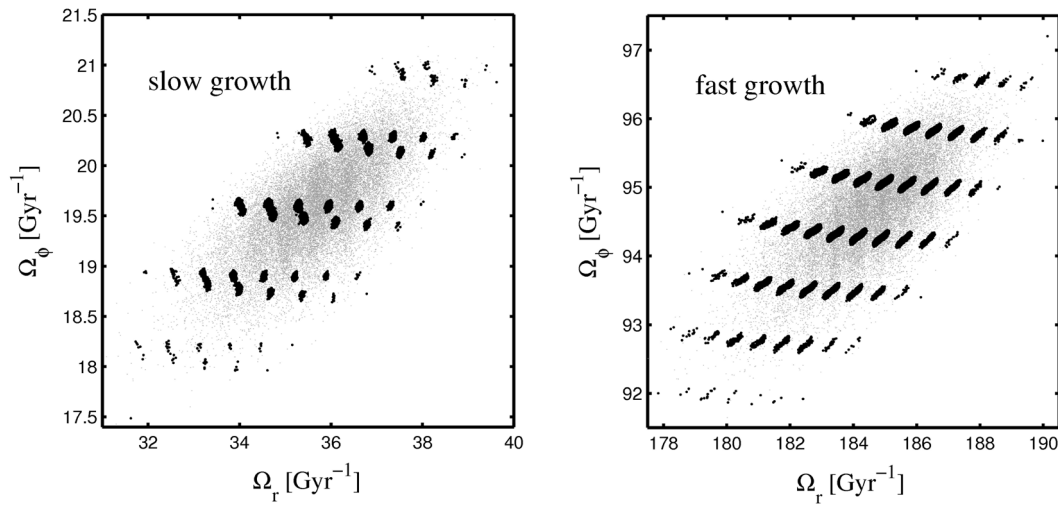 21.5
21
20.5
20
19.5
19
18.5
18
17.5
Ω_ϕ [Gyr⁻¹]
slow growth
32 34 36 38 40
Ω_r [Gyr⁻¹]
97
96
95
94
93
92
Ω_ϕ [Gyr⁻¹]
fast growth
178 180 182 184 186 188 190
Ω_r [Gyr⁻¹]